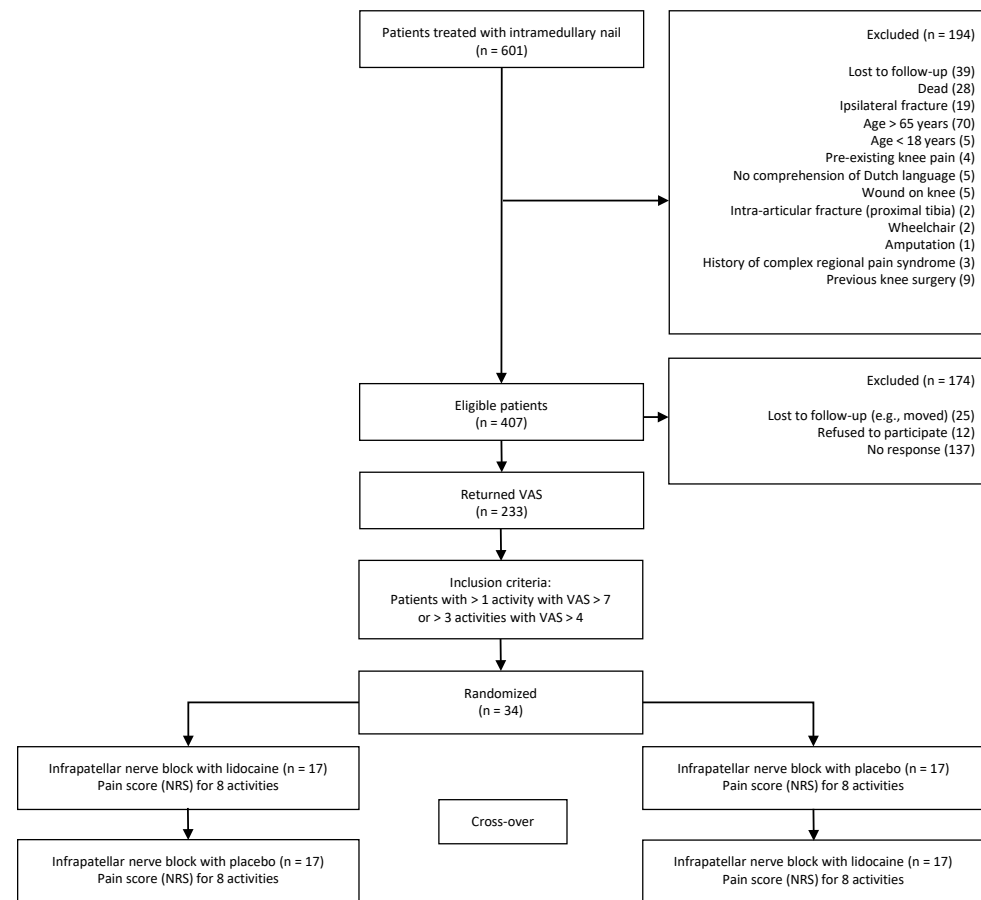 Patients treated with intramedullary nail
(n = 601)
Excluded (n = 194)
Lost to follow-up (39)
Dead (28)
Ipsilateral fracture (19)
Age > 65 years (70)
Age < 18 years (5)
Pre-existing knee pain (4)
No comprehension of Dutch language (5)
Wound on knee (5)
Intra-articular fracture (proximal tibia) (2)
Wheelchair (2)
Amputation (1)
History of complex regional pain syndrome (3)
Previous knee surgery (9)
Eligible patients
(n = 407)
Excluded (n = 174)
Lost to follow-up (e.g., moved) (25)
Refused to participate (12)
No response (137)
Returned VAS
(n = 233)
Inclusion criteria:
Patients with > 1 activity with VAS > 7
or > 3 activities with VAS > 4
Randomized
(n = 34)
Infrapatellar nerve block with lidocaine (n = 17)
Pain score (NRS) for 8 activities
Infrapatellar nerve block with placebo (n = 17)
Pain score (NRS) for 8 activities
Cross-over
Infrapatellar nerve block with placebo (n = 17)
Pain score (NRS) for 8 activities
Infrapatellar nerve block with lidocaine (n = 17)
Pain score (NRS) for 8 activities